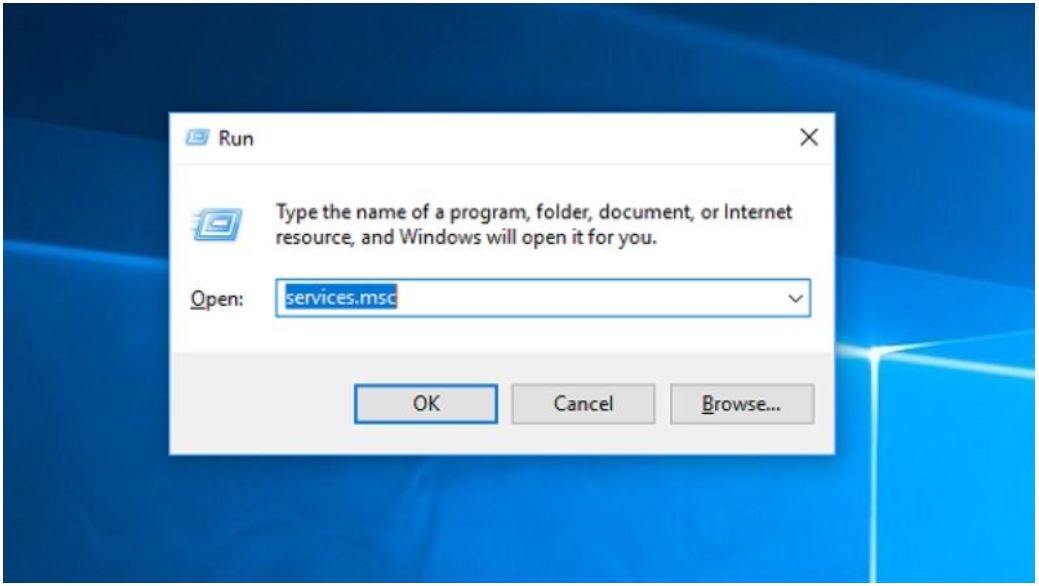 Run
Type the name of a program, folder, document, or Internet
resource, and Windows will open it for you.
Open: services.msc
OK Cancel Browse...